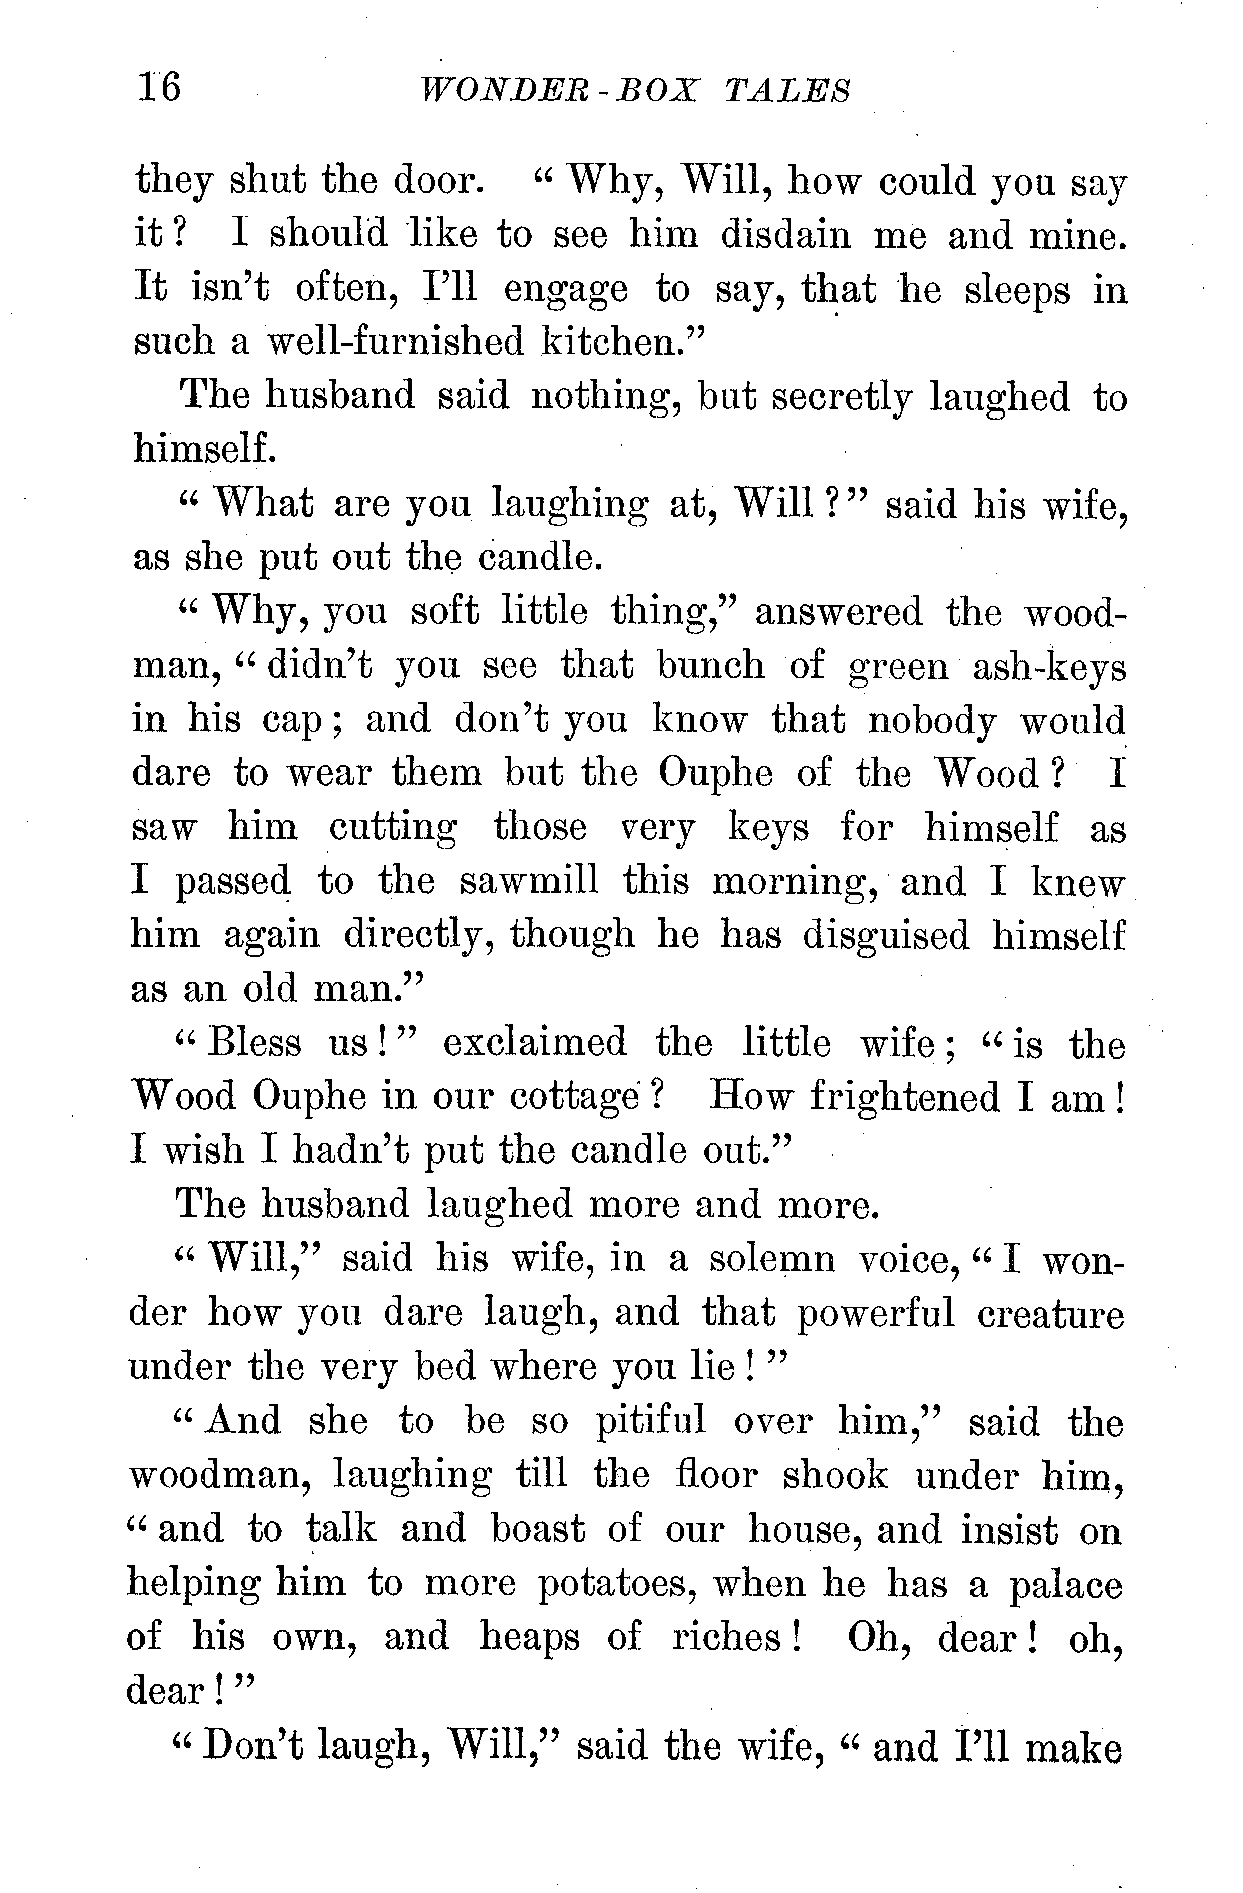 16 WONDER-BOX TALES
they shut the door. “ Why, Will, how could you say
it ? I should like to see him disdain me and mine.
It isn’t often, I’ll engage to say, that he sleeps in
such a well-furnished kitchen.”
The husband said nothing, but secretly laughed to
himself.
“ What are you laughing at, Will ? ” said his wife,
as she put out the candle.
“ Why, you soft little thing,” answered the wood-
man, “ didn’t you see that bunch of green ash-keys
in his cap ; and don’t you know that nobody would
dare to wear them but the Ouphe of the Wood ? I
saw him cutting those very keys for himself as
I passed to the sawmill this morning, and I knew
him again directly, though he has disguised himself
as an old man.”
“ Bless us ! ” exclaimed the little wife ; “ is the
Wood Ouphe in our cottage ? How frightened I am !
I wish I hadn’t put the candle out.”
The husband laughed more and more.
“ Will,” said his wife, in a solemn voice, “ I won-
der how you dare laugh, and that powerful creature
under the very bed where you lie ! ”
“ And she to be so pitiful over him,” said the
woodman, laughing till the floor shook under him,
“ and to talk and boast of our house, and insist on
helping him to more potatoes, when he has a palace
of his own, and heaps of riches ! Oh, dear ! oh,
dear ! ”
“ Don’t laugh, Will,” said the wife, “ and I’ll make